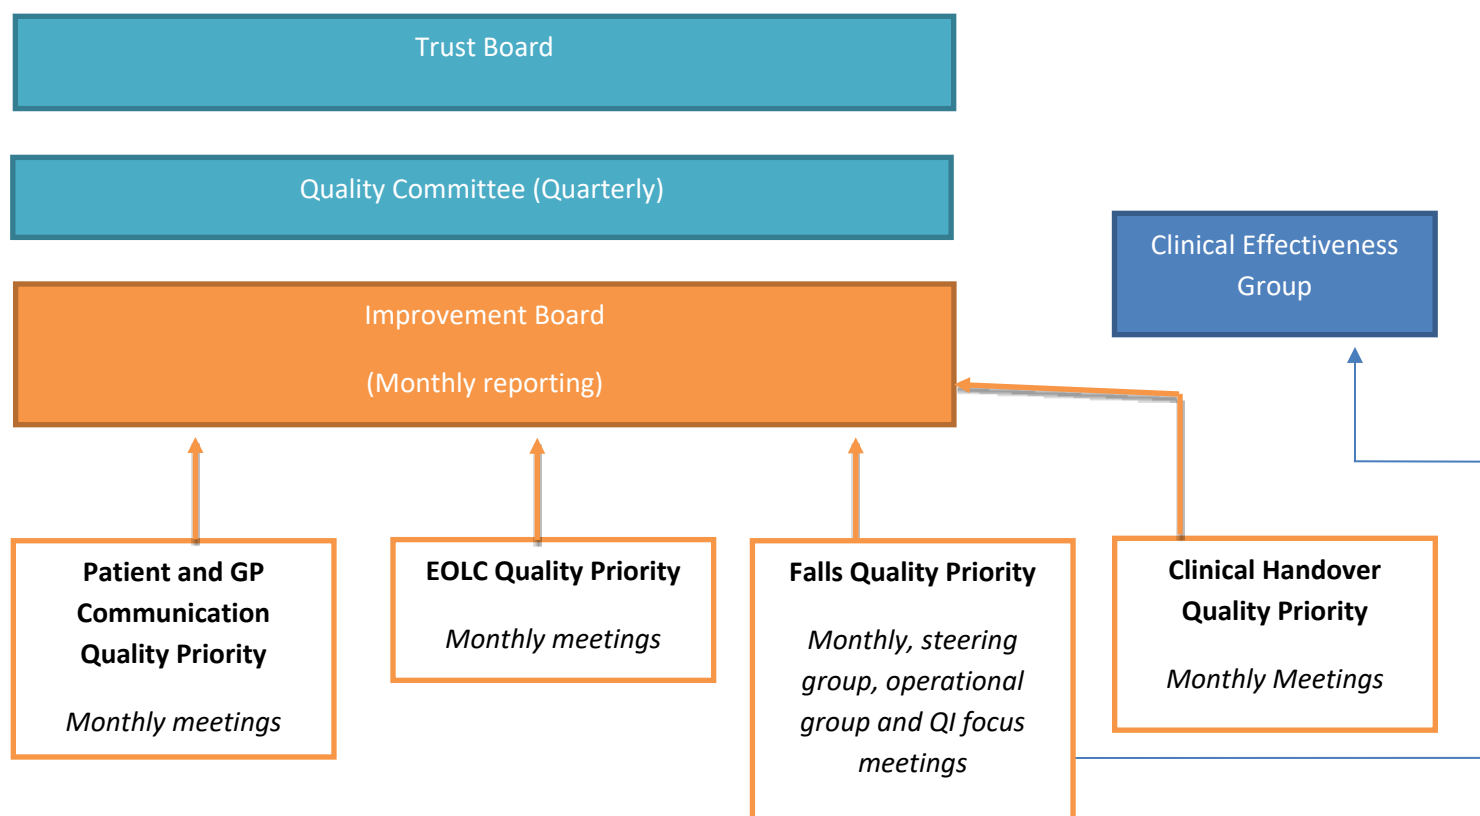 Trust Board
Quality Committee (Quarterly)
Clinical Effectiveness
Group
Improvement Board
(Monthly reporting)
Patient and GP
Communication
Quality Priority
Monthly meetings
EOLC Quality Priority
Monthly meetings
Falls Quality Priority
Monthly, steering
group, operational
group and QI focus
meetings
Clinical Handover
Quality Priority
Monthly Meetings